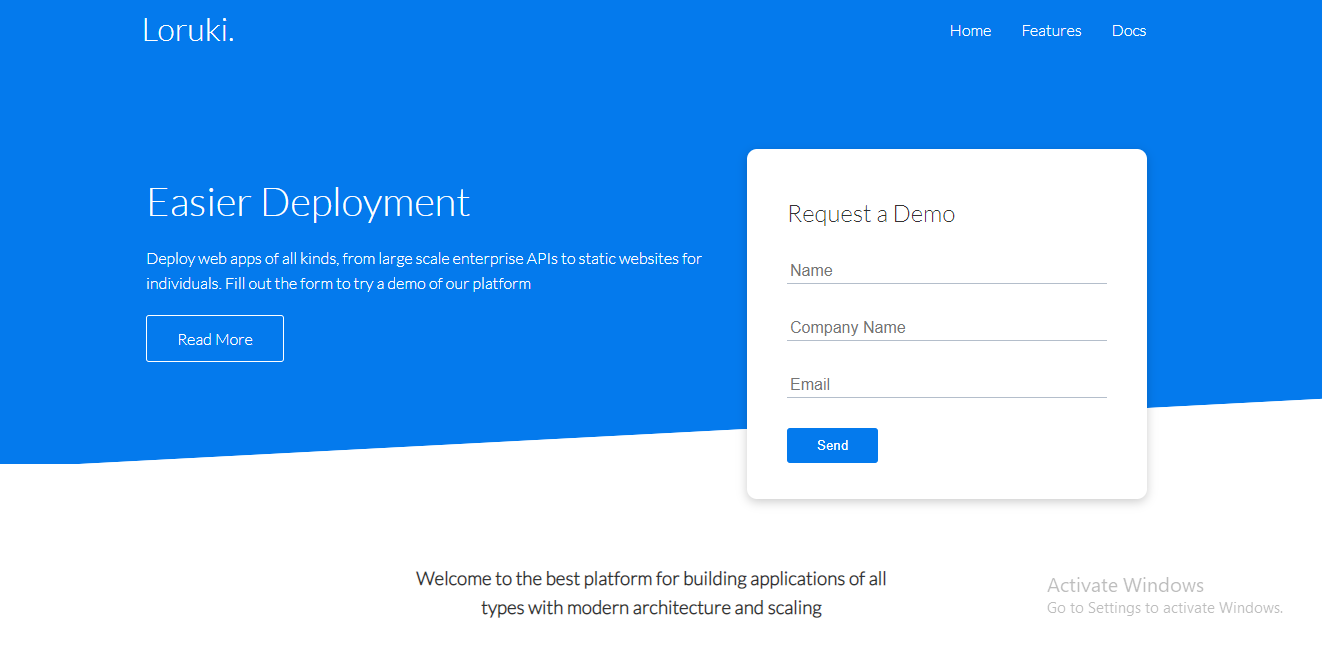 Loruki.
Home Features Docs
Easier Deployment
Deploy web apps of all kinds, from large scale enterprise APIs to static websites for
individuals. Fill out the form to try a demo of our platform
Read More
Request a Demo
Name
Company Name
Email
Send
Welcome to the best platform for building applications of all
types with modern architecture and scaling
Activate Windows
Go to Settings to activate Windows.